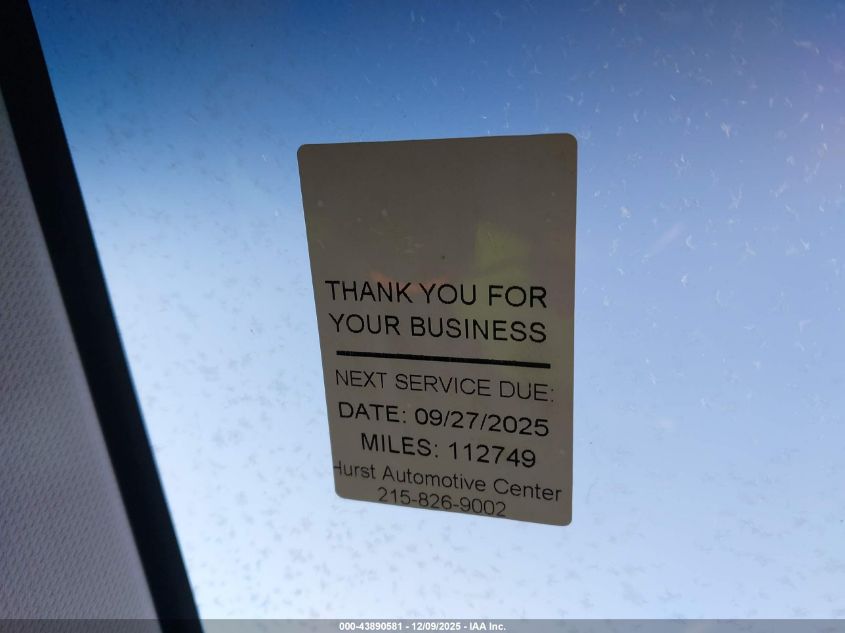 THANK YOU FOR
YOUR BUSINESS
NEXT SERVICE DUE:
DATE: 09/27/2025
MILES: 112749
Hurst Automotive Center
215-826-9002
000-43890581 - 12/09/2025 - IAA Inc.